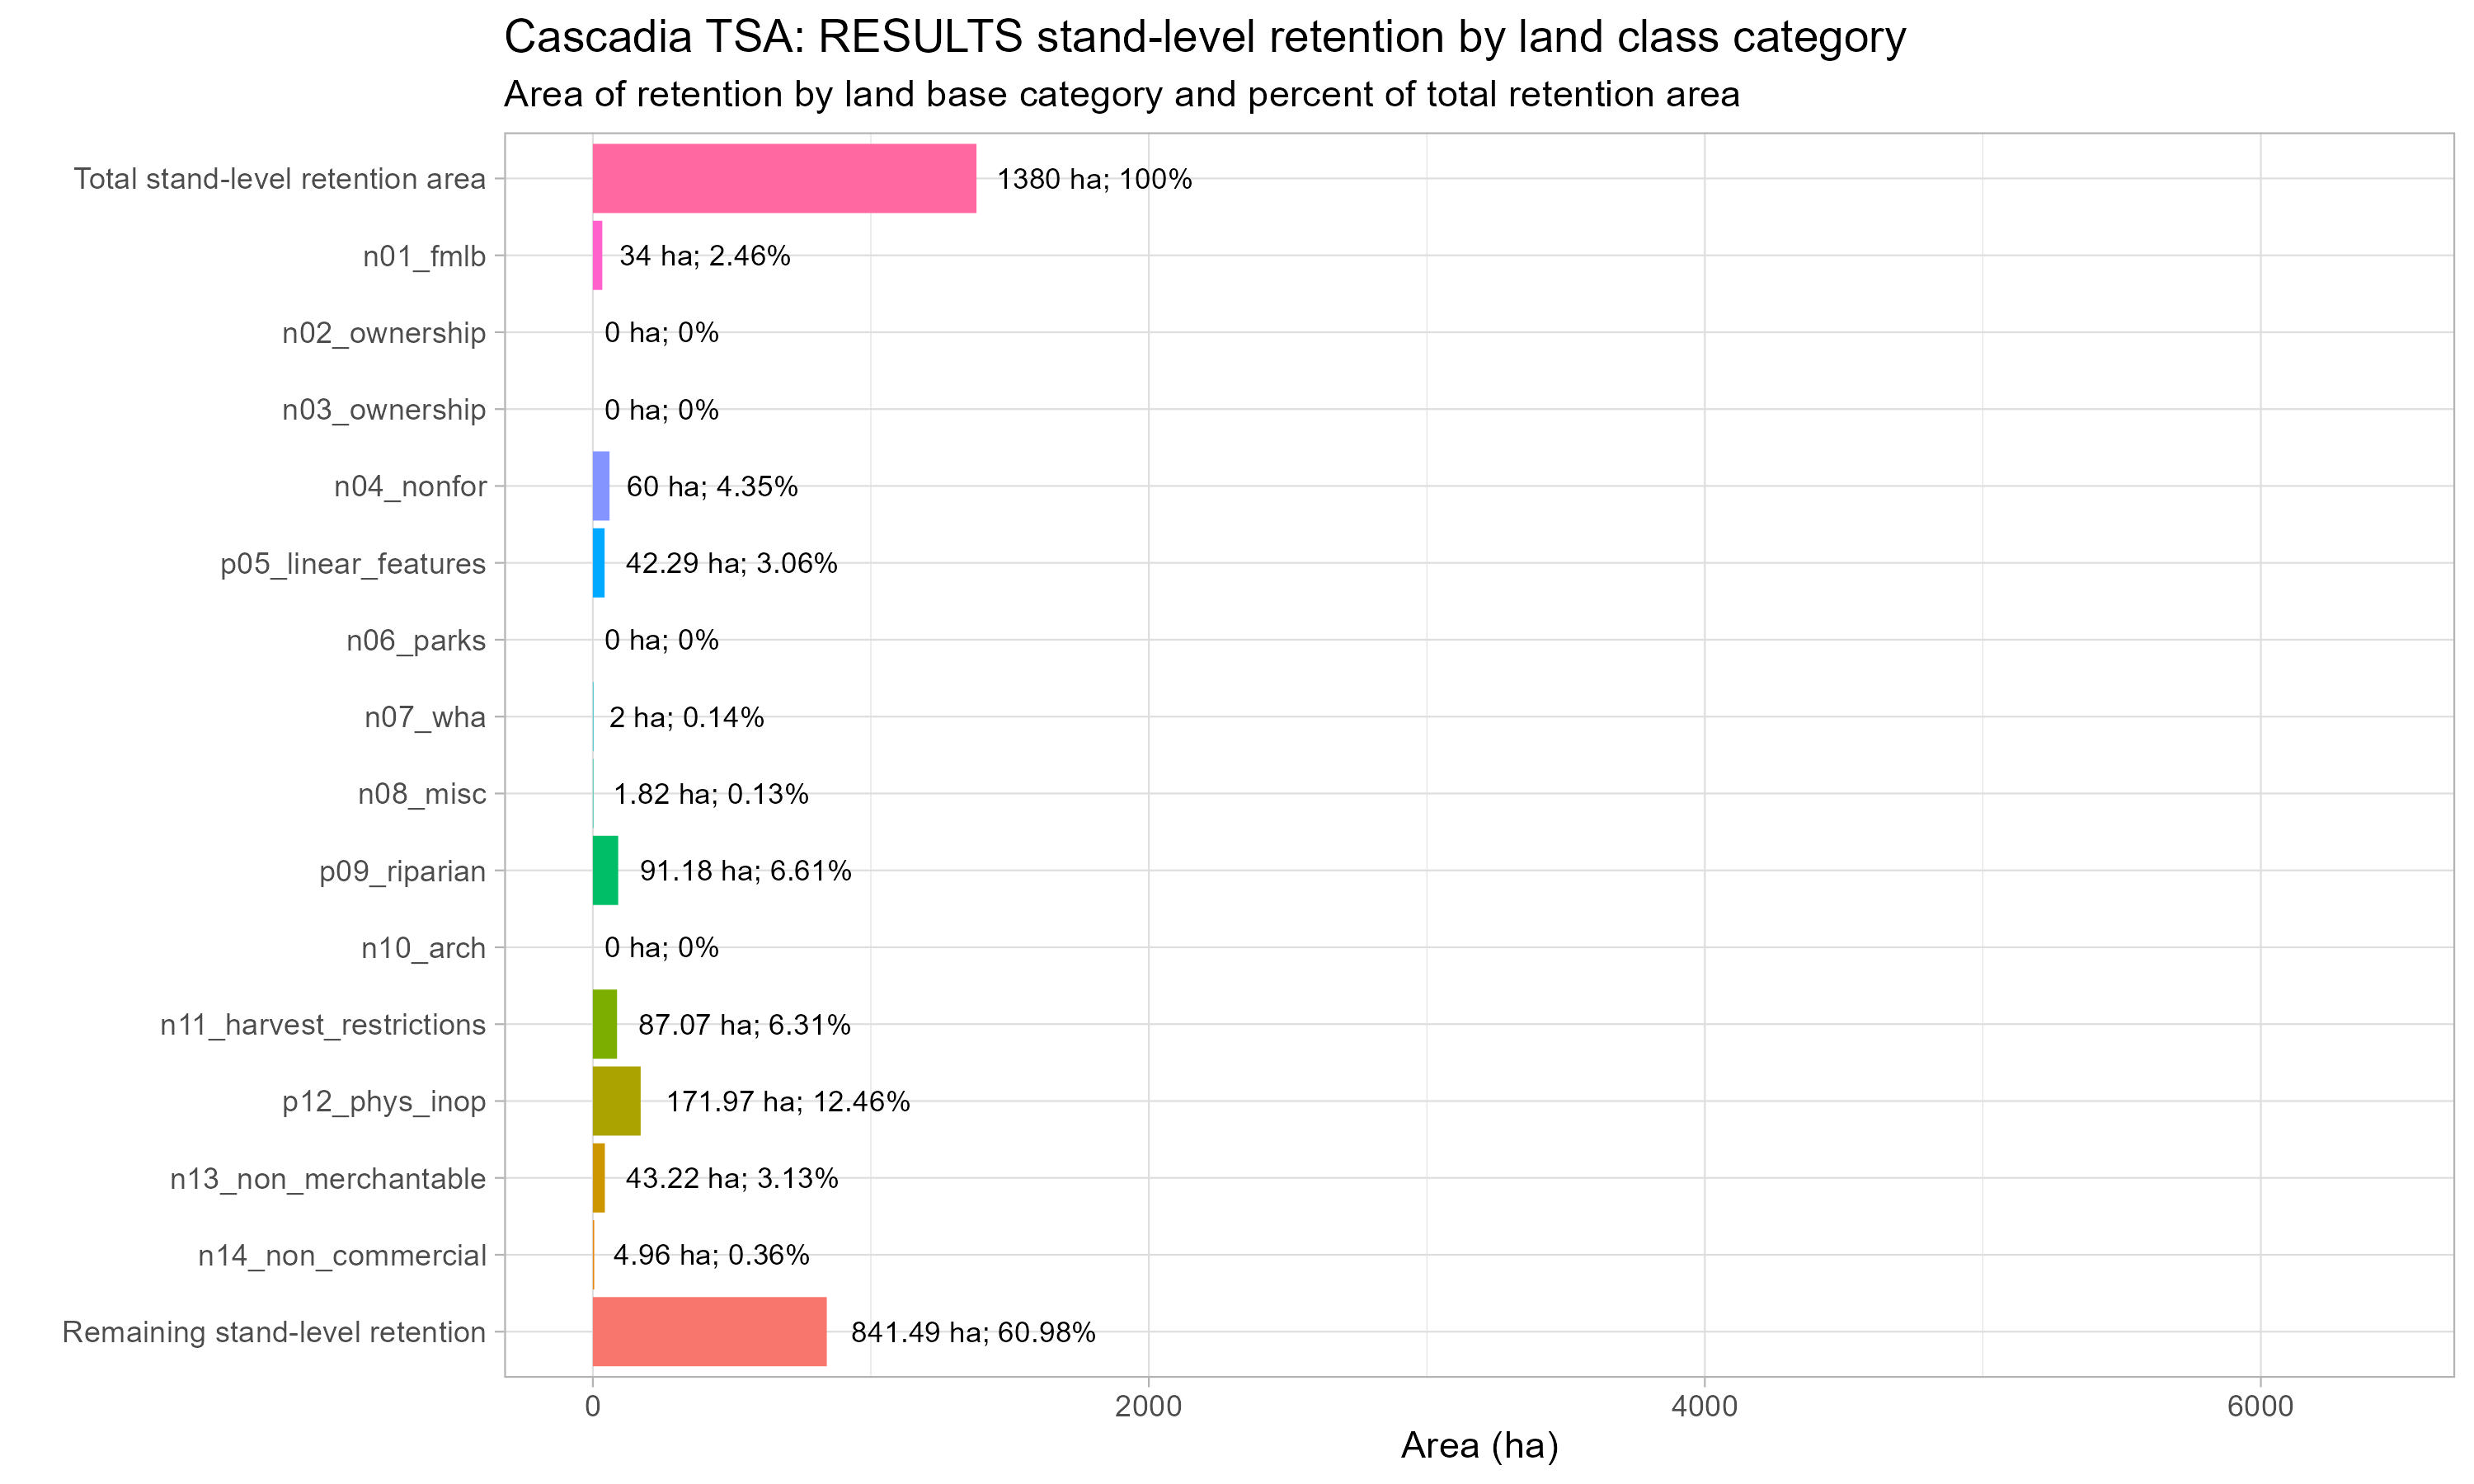 Cascadia TSA: RESULTS stand-level retention by land class category
Area of retention by land base category and percent of total retention area
Total stand-level retention area 1380 ha; 100%
n01_fmlb 34 ha; 2.46%
n02_ownership 0 ha; 0%
n03_ownership 0 ha; 0%
n04_nonfor 60 ha; 4.35%
p05_linear_features 42.29 ha; 3.06%
n06_parks 0 ha; 0%
n07_wha 2 ha; 0.14%
n08_misc 1.82 ha; 0.13%
p09_riparian 91.18 ha; 6.61%
n10_arch 0 ha; 0%
n11_harvest_restrictions 87.07 ha; 6.31%
p12_phys_inop 171.97 ha; 12.46%
n13_non_merchantable 43.22 ha; 3.13%
n14_non_commercial 4.96 ha; 0.36%
Remaining stand-level retention 841.49 ha; 60.98%
0 2000 4000 6000
Area (ha)